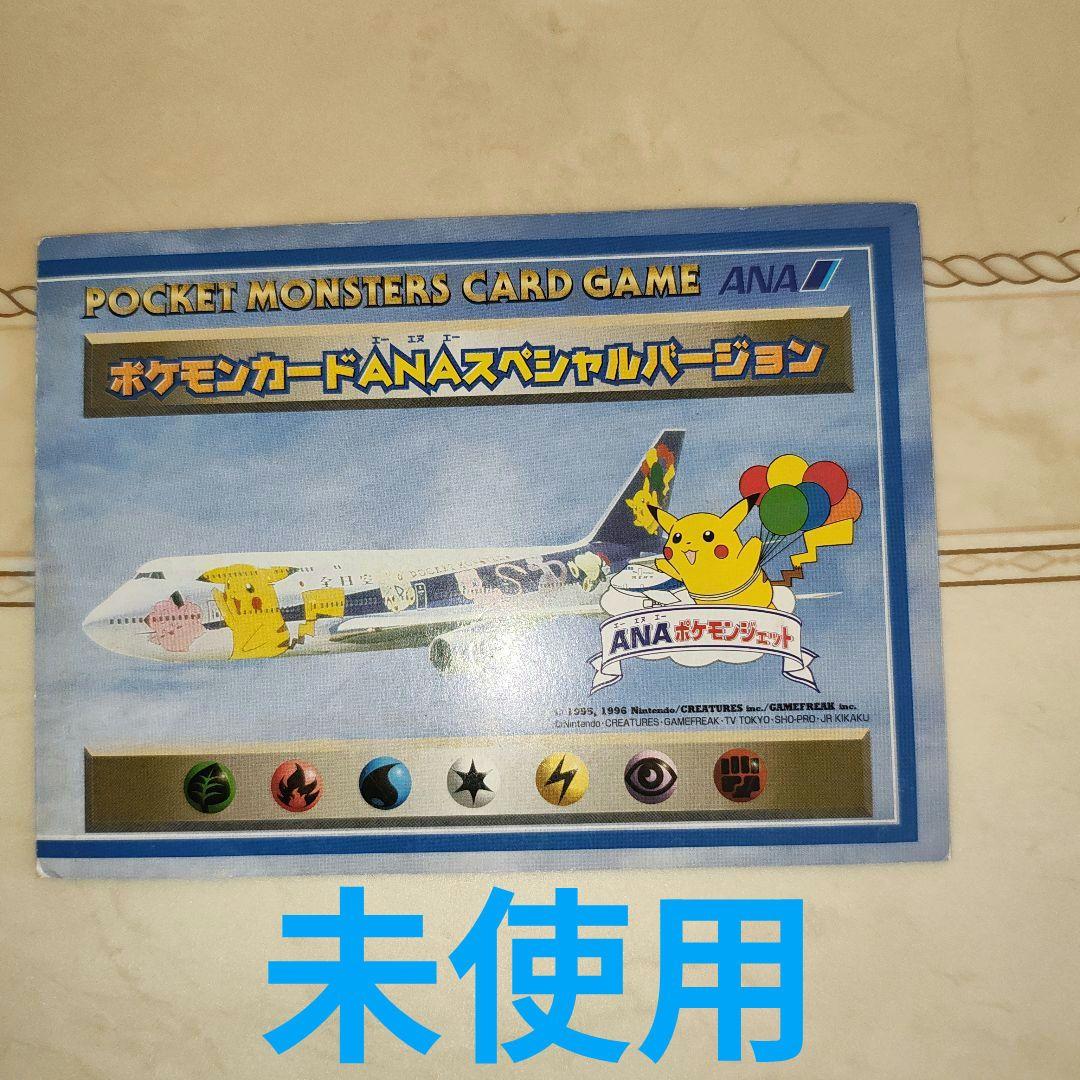 POCKET MONSTERS CARD GAME ANA
エー エヌ エー
ポケモンカードANAスペシャルバージョン
全日空
エー エヌ エー
ANAポケモンジェット
© 1995, 1996 Nintendo/CREATURES inc./GAMEFREAK inc.
©Nintendo・CREATURES・GAMEFREAK・TV TOKYO・SHO-PRO・JR KIKAKU
未使用